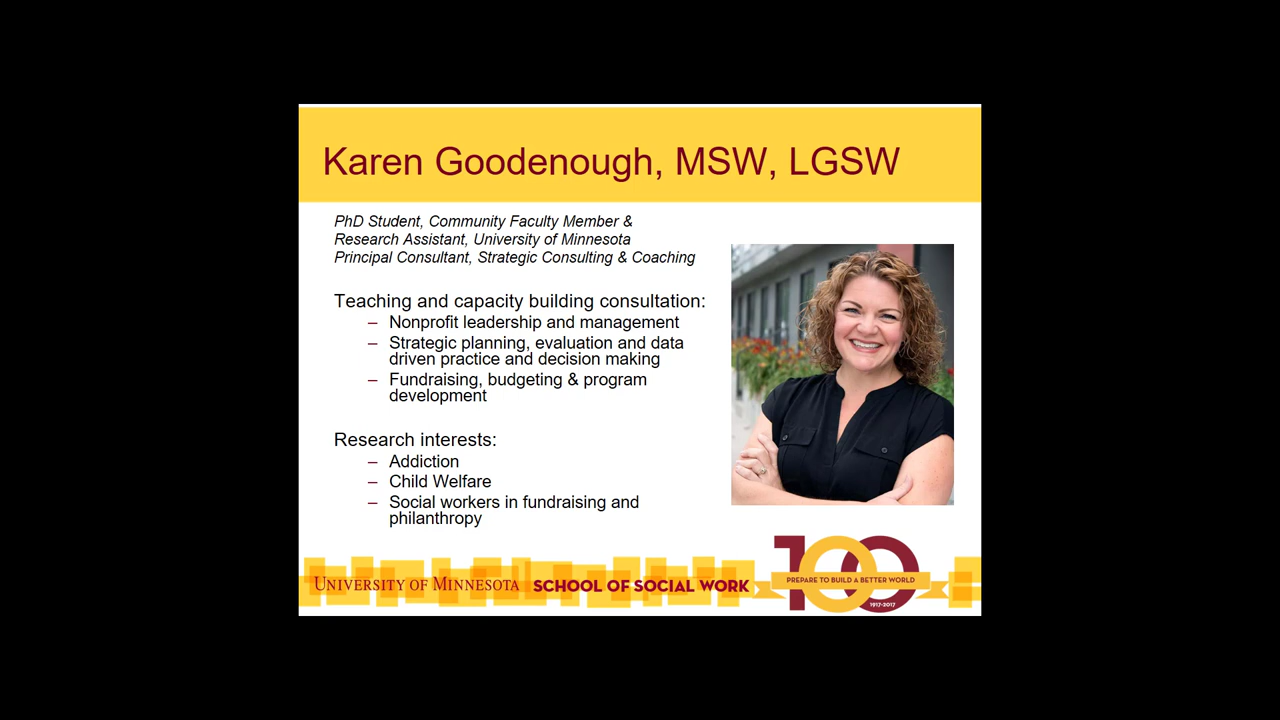 Karen Goodenough, MSW, LGSW
PhD Student, Community Faculty Member &
Research Assistant, University of Minnesota
Principal Consultant, Strategic Consulting & Coaching
Teaching and capacity building consultation:
– Nonprofit leadership and management
– Strategic planning, evaluation and data
driven practice and decision making
– Fundraising, budgeting & program
development
Research interests:
– Addiction
– Child Welfare
– Social workers in fundraising and
philanthropy
UNIVERSITY OF MINNESOTA SCHOOL OF SOCIAL WORK
100
PREPARE TO BUILD A BETTER WORLD
1917-2017